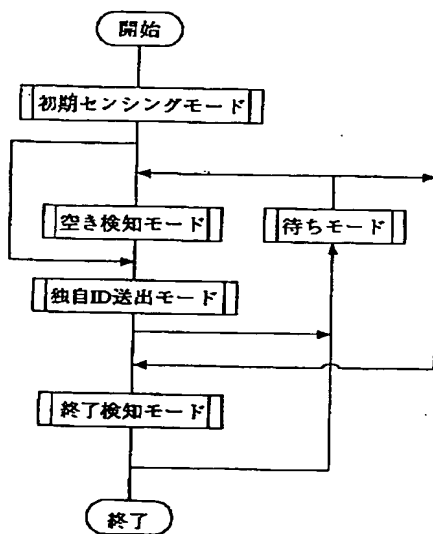 開始
初期センシングモード
空き検知モード
待ちモード
独自ID送出モード
終了検知モード
終了